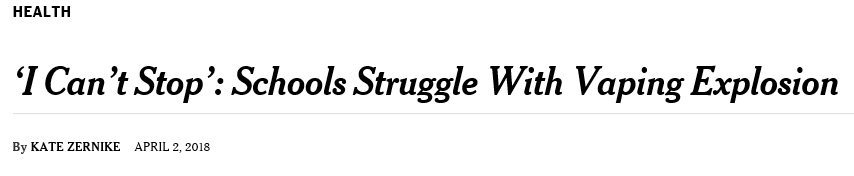 HEALTH
‘I Can’t Stop’: Schools Struggle With Vaping Explosion
By KATE ZERNIKE APRIL 2, 2018